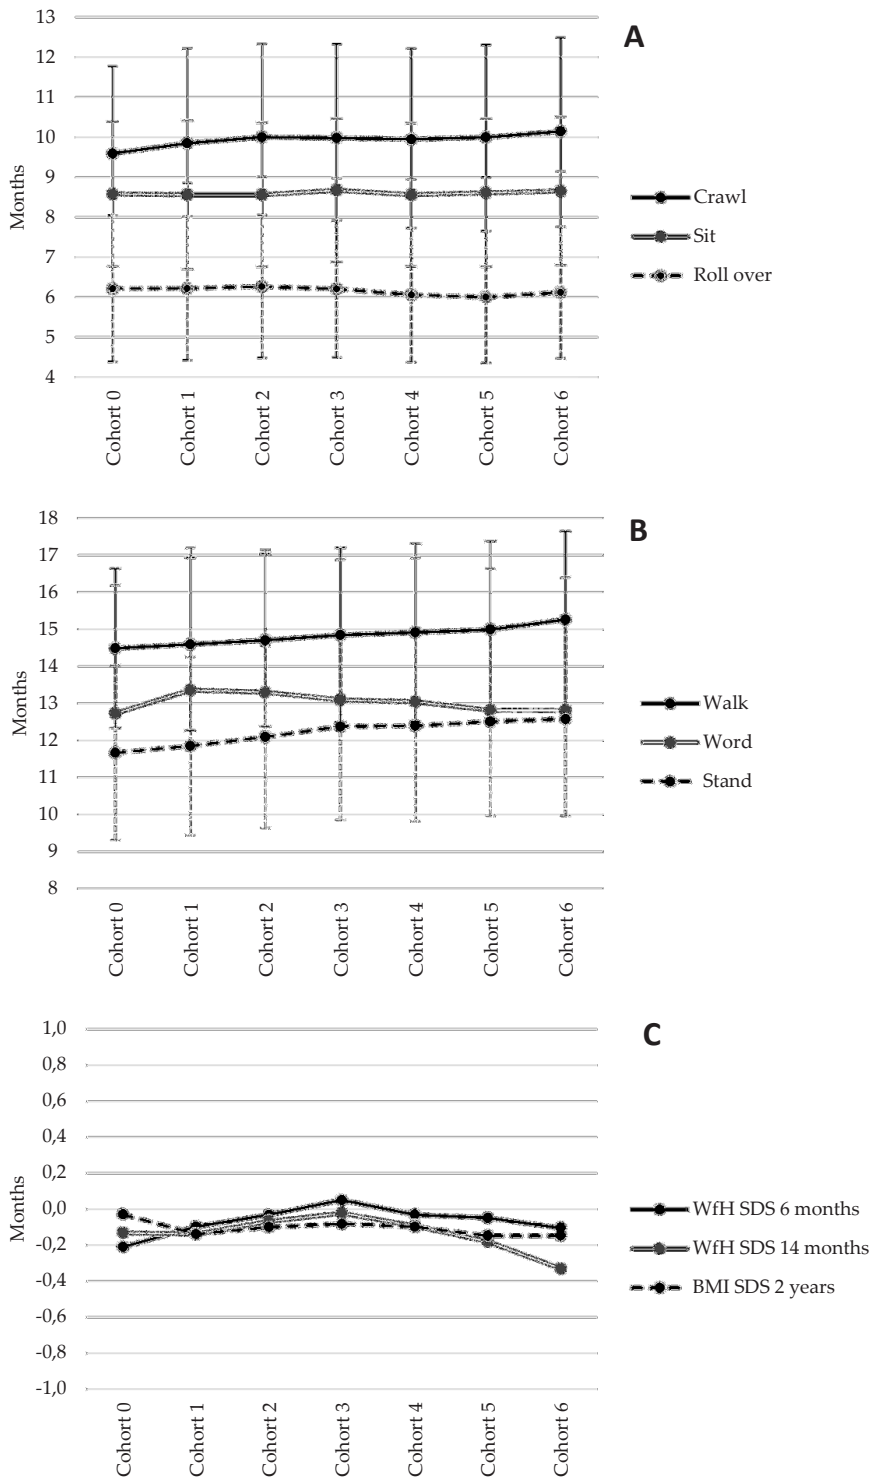 A
13
12
11
10
9
8
7
6
5
4
Months
Crawl
Sit
Roll over
Cohort 0
Cohort 1
Cohort 2
Cohort 3
Cohort 4
Cohort 5
Cohort 6
B
18
17
16
15
14
13
12
11
10
9
8
Months
Walk
Word
Stand
Cohort 0
Cohort 1
Cohort 2
Cohort 3
Cohort 4
Cohort 5
Cohort 6
C
1,0
0,8
0,6
0,4
0,2
0,0
-0,2
-0,4
-0,6
-0,8
-1,0
Months
WfH SDS 6 months
WfH SDS 14 months
BMI SDS 2 years
Cohort 0
Cohort 1
Cohort 2
Cohort 3
Cohort 4
Cohort 5
Cohort 6